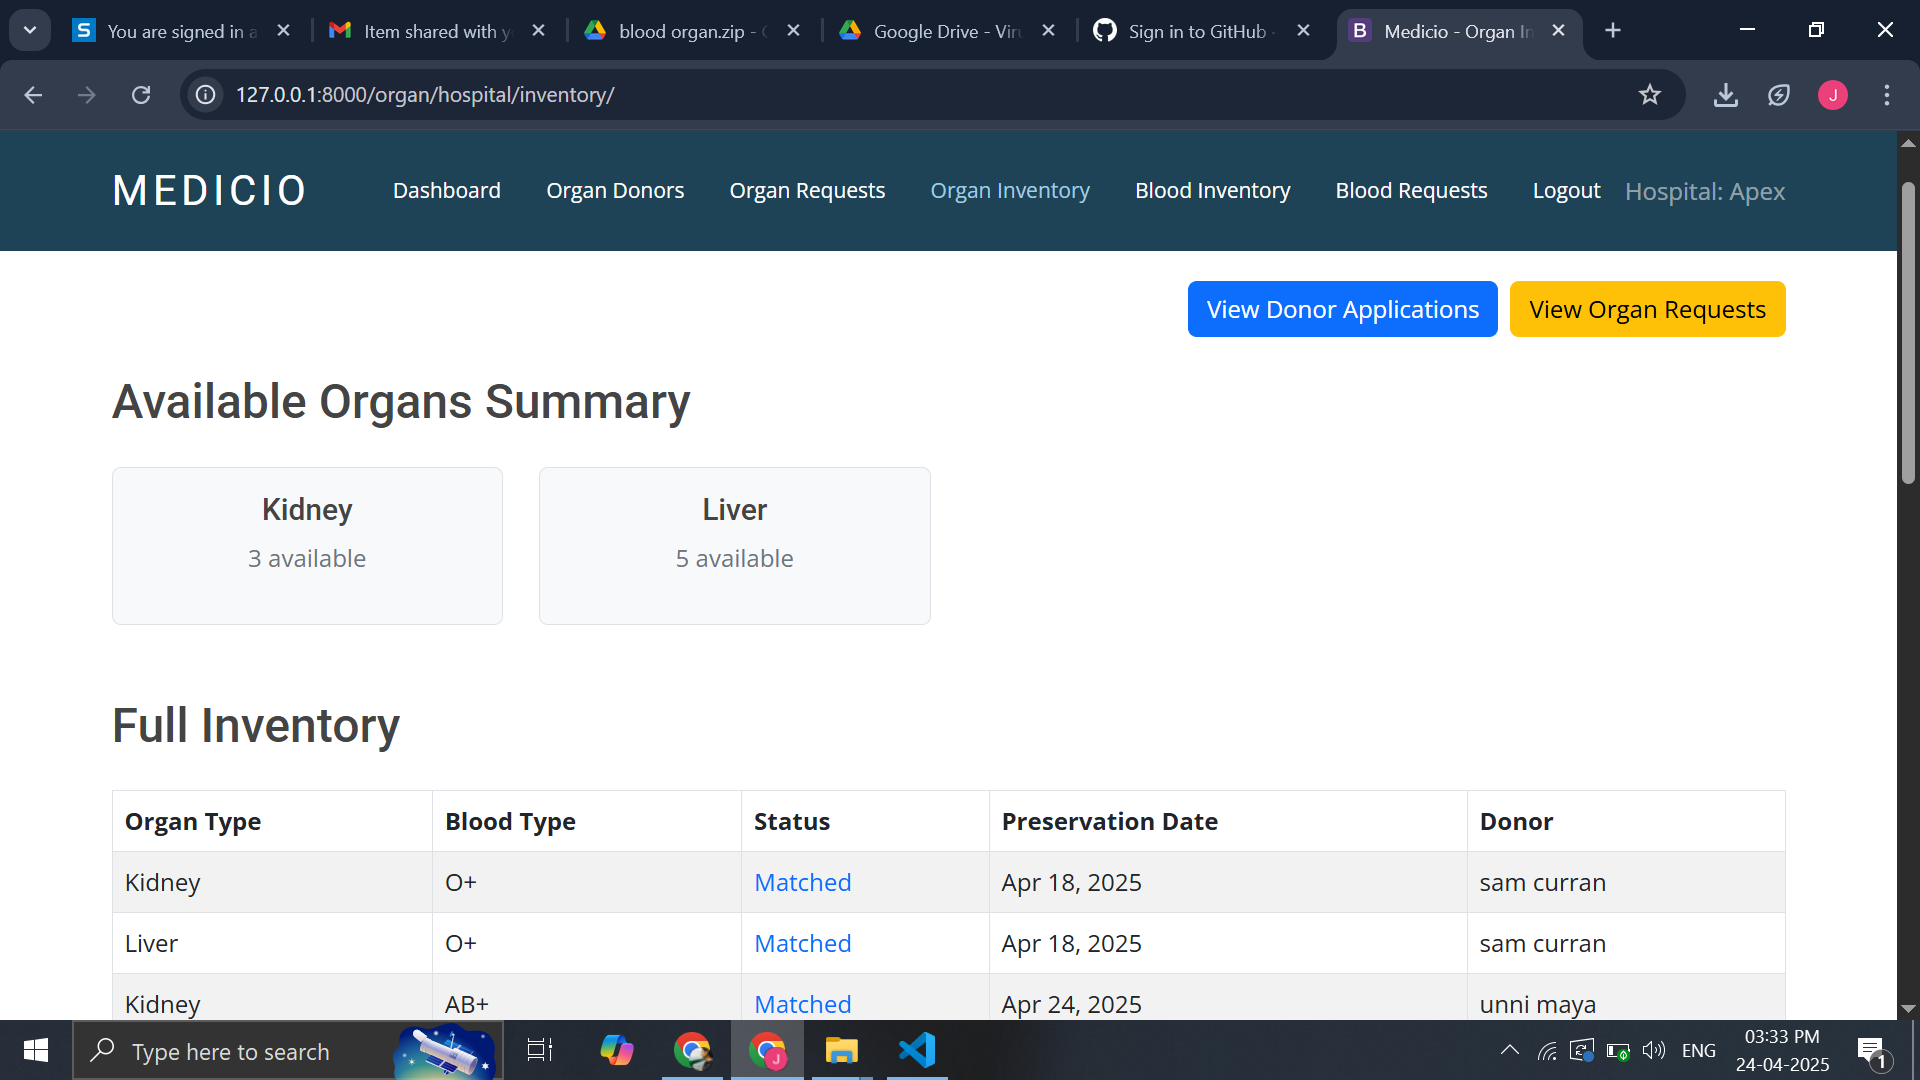 You are signed in a
Item shared with y
blood organ.zip - G
Google Drive - Viru
Sign in to GitHub ·
Medicio - Organ In
127.0.0.1:8000/organ/hospital/inventory/
J
MEDICIO
Dashboard
Organ Donors
Organ Requests
Organ Inventory
Blood Inventory
Blood Requests
Logout
Hospital: Apex
View Donor Applications
View Organ Requests
Available Organs Summary
Kidney
3 available
Liver
5 available
Full Inventory
Organ Type Blood Type Status Preservation Date Donor
Kidney O+ Matched Apr 18, 2025 sam curran
Liver O+ Matched Apr 18, 2025 sam curran
Kidney AB+ Matched Apr 24, 2025 unni maya
Type here to search
ENG
03:33 PM
24-04-2025
1